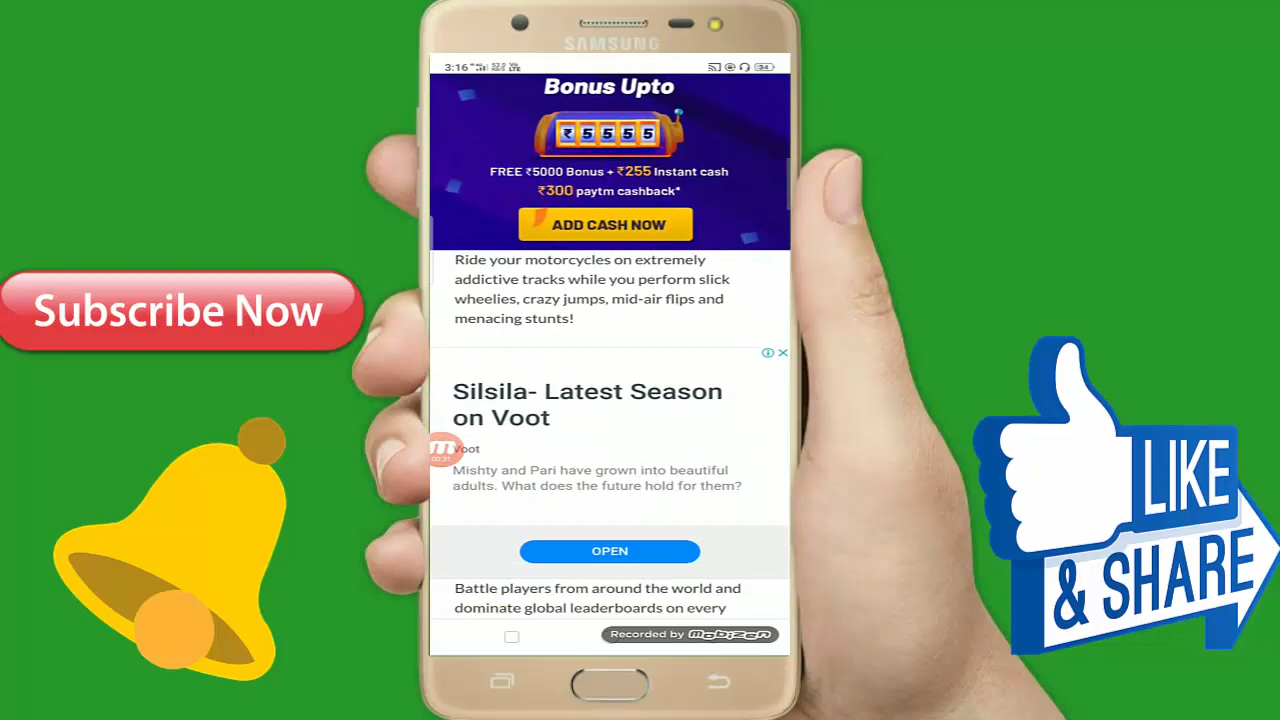 SAMSUNG
3:16
Bonus Upto
₹5555
FREE ₹5000 Bonus + ₹255 Instant cash
₹300 paytm cashback*
ADD CASH NOW
Ride your motorcycles on extremely
addictive tracks while you perform slick
wheelies, crazy jumps, mid-air flips and
menacing stunts!
Silsila- Latest Season
on Voot
Voot
Mishty and Pari have grown into beautiful
adults. What does the future hold for them?
OPEN
Battle players from around the world and
dominate global leaderboards on every
Recorded by mobizen
Subscribe Now
LIKE
& SHARE